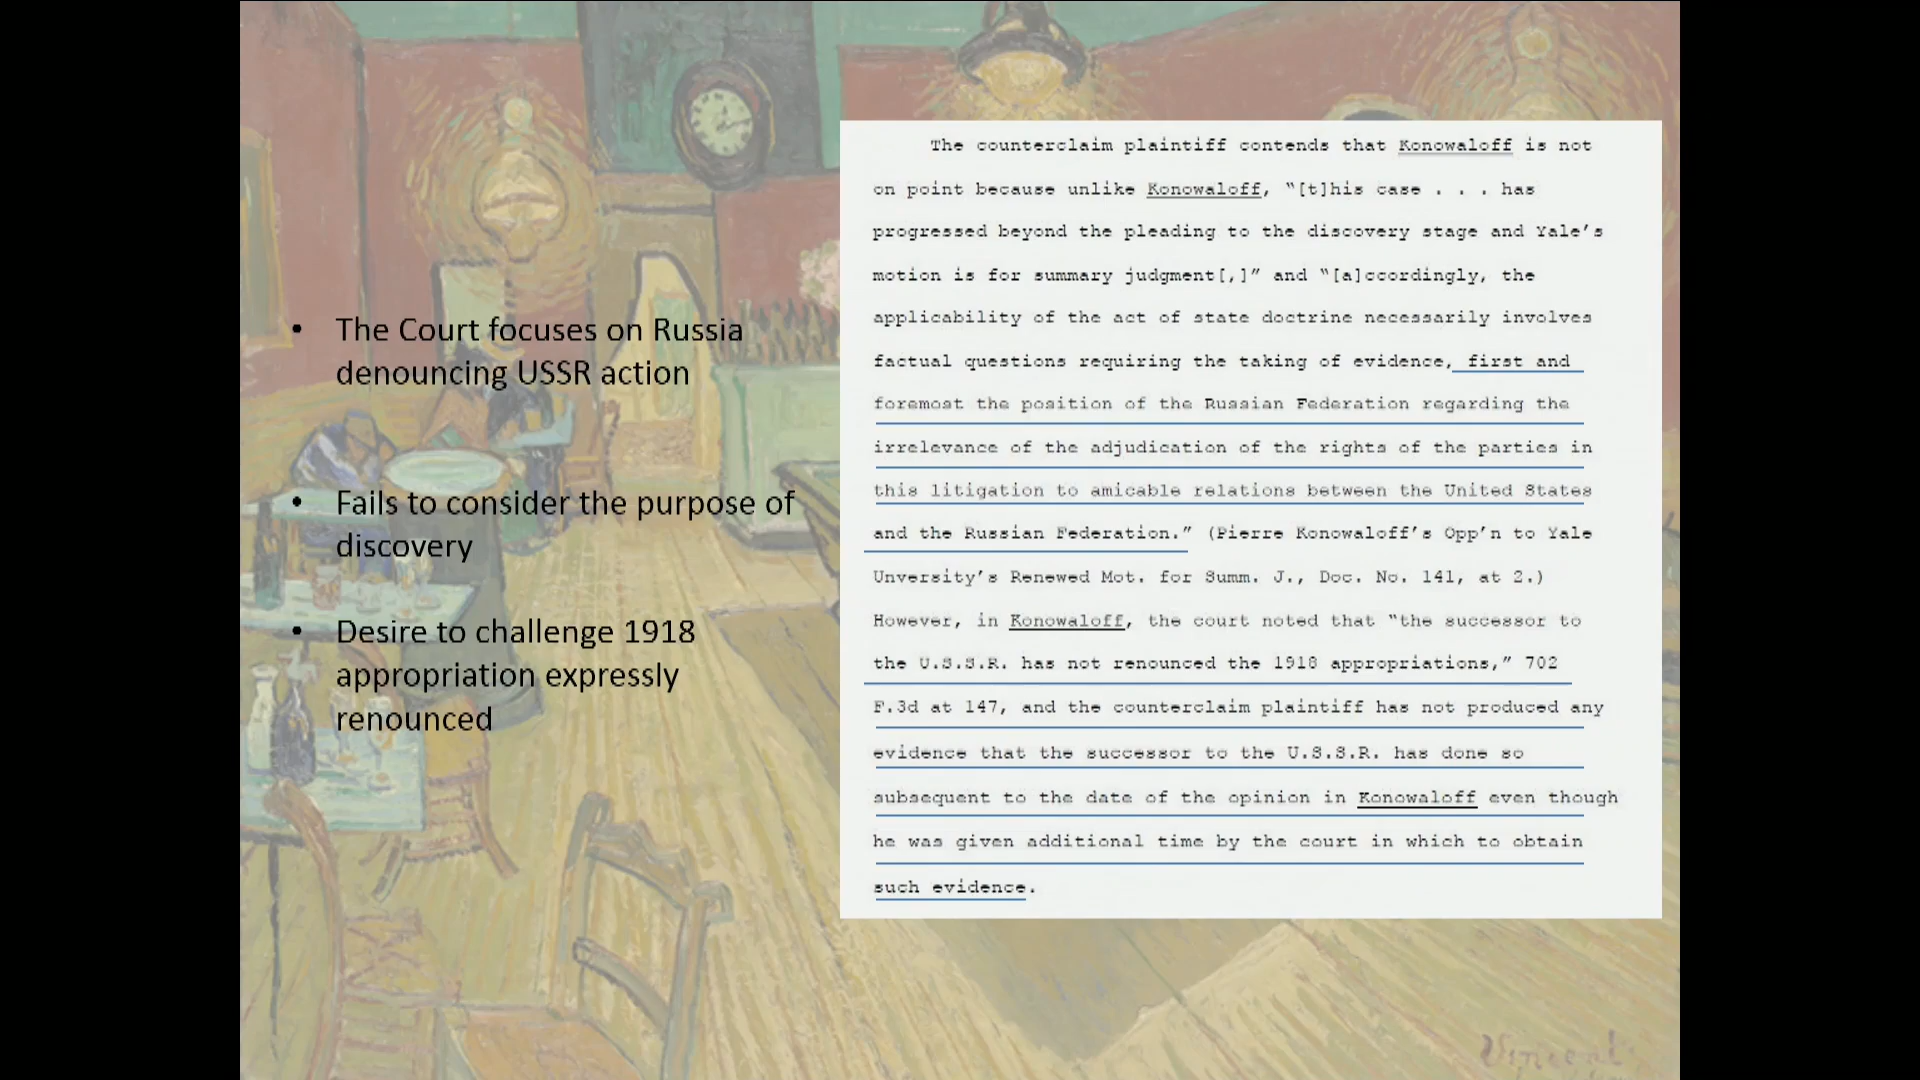 • The Court focuses on Russia
denouncing USSR action
• Fails to consider the purpose of
discovery
• Desire to challenge 1918
appropriation expressly
renounced
The counterclaim plaintiff contends that Konowaloff is not
on point because unlike Konowaloff, “[t]his case . . . has
progressed beyond the pleading to the discovery stage and Yale’s
motion is for summary judgment[,]” and “[a]ccordingly, the
applicability of the act of state doctrine necessarily involves
factual questions requiring the taking of evidence, first and
foremost the position of the Russian Federation regarding the
irrelevance of the adjudication of the rights of the parties in
this litigation to amicable relations between the United States
and the Russian Federation.” (Pierre Konowaloff’s Opp’n to Yale
Unversity’s Renewed Mot. for Summ. J., Doc. No. 141, at 2.)
However, in Konowaloff, the court noted that “the successor to
the U.S.S.R. has not renounced the 1918 appropriations,” 702
F.3d at 147, and the counterclaim plaintiff has not produced any
evidence that the successor to the U.S.S.R. has done so
subsequent to the date of the opinion in Konowaloff even though
he was given additional time by the court in which to obtain
such evidence.
Vincent